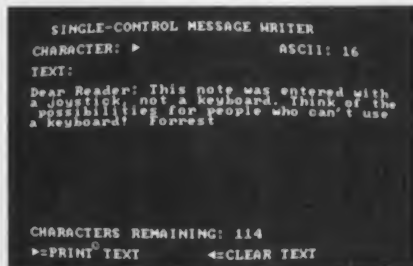 SINGLE-CONTROL MESSAGE WRITER
CHARACTER: ► ASCII: 16
TEXT:
Dear Reader: This note was entered with
a joystick, not a keyboard. Think of the
possibilities for people who can't use
a keyboard! Forrest
CHARACTERS REMAINING: 114
►=PRINT TEXT ◄=CLEAR TEXT